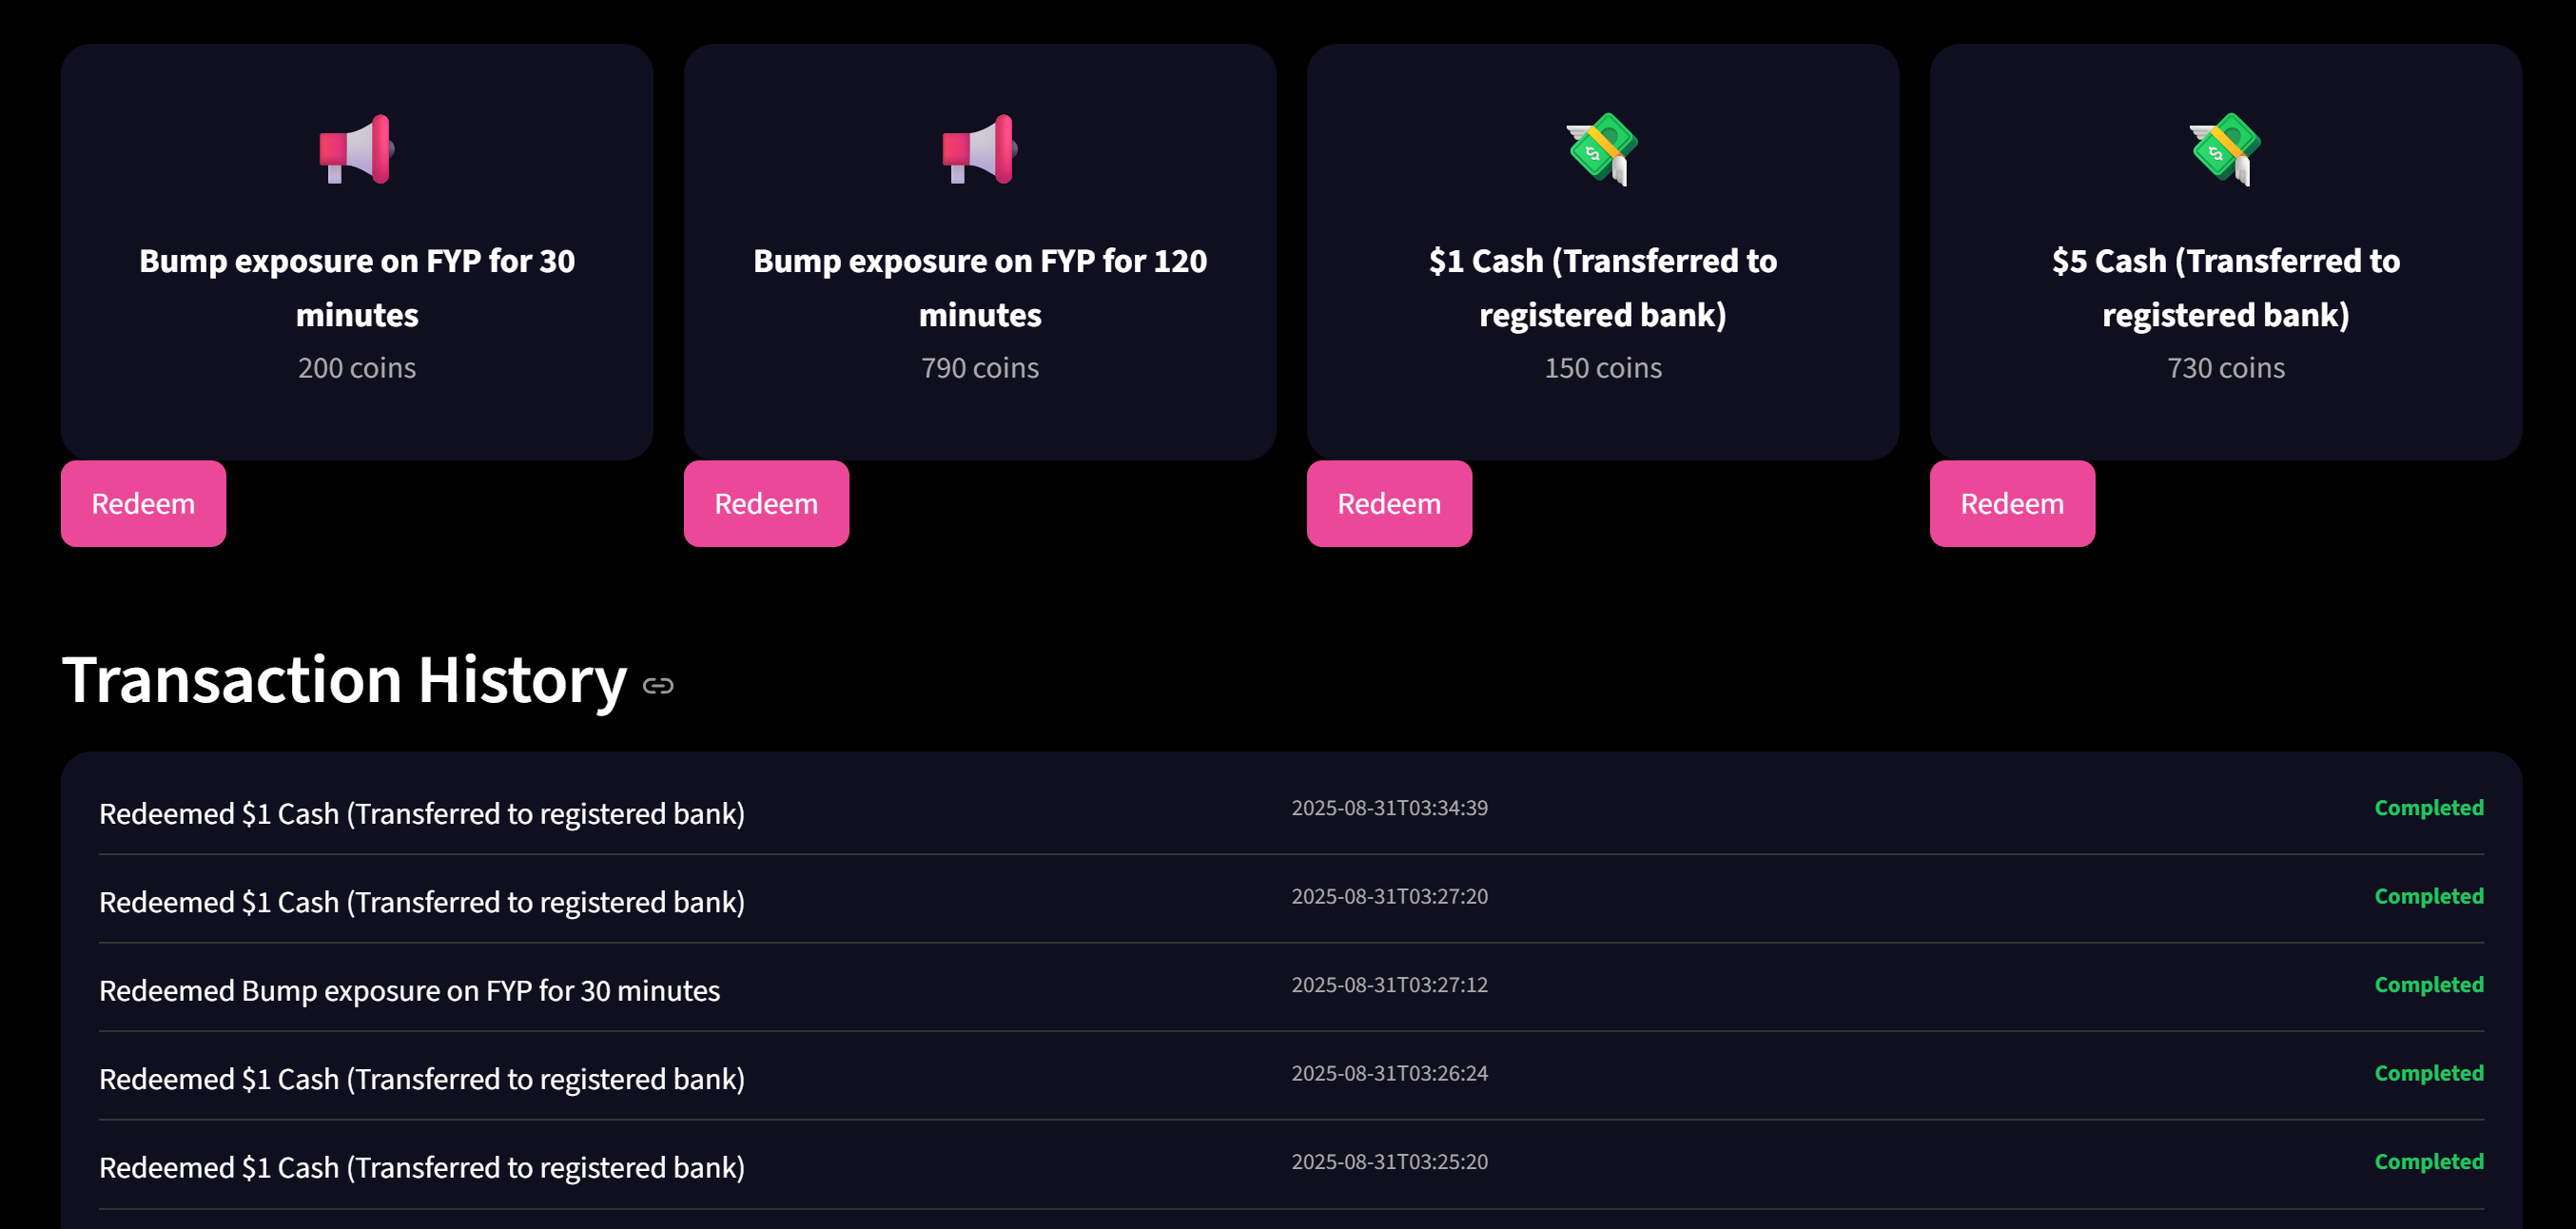 Bump exposure on FYP for 30
minutes
200 coins
Redeem
Bump exposure on FYP for 120
minutes
790 coins
Redeem
$1 Cash (Transferred to
registered bank)
150 coins
Redeem
$5 Cash (Transferred to
registered bank)
730 coins
Redeem
Transaction History
Redeemed $1 Cash (Transferred to registered bank) 2025-08-31T03:34:39 Completed
Redeemed $1 Cash (Transferred to registered bank) 2025-08-31T03:27:20 Completed
Redeemed Bump exposure on FYP for 30 minutes 2025-08-31T03:27:12 Completed
Redeemed $1 Cash (Transferred to registered bank) 2025-08-31T03:26:24 Completed
Redeemed $1 Cash (Transferred to registered bank) 2025-08-31T03:25:20 Completed